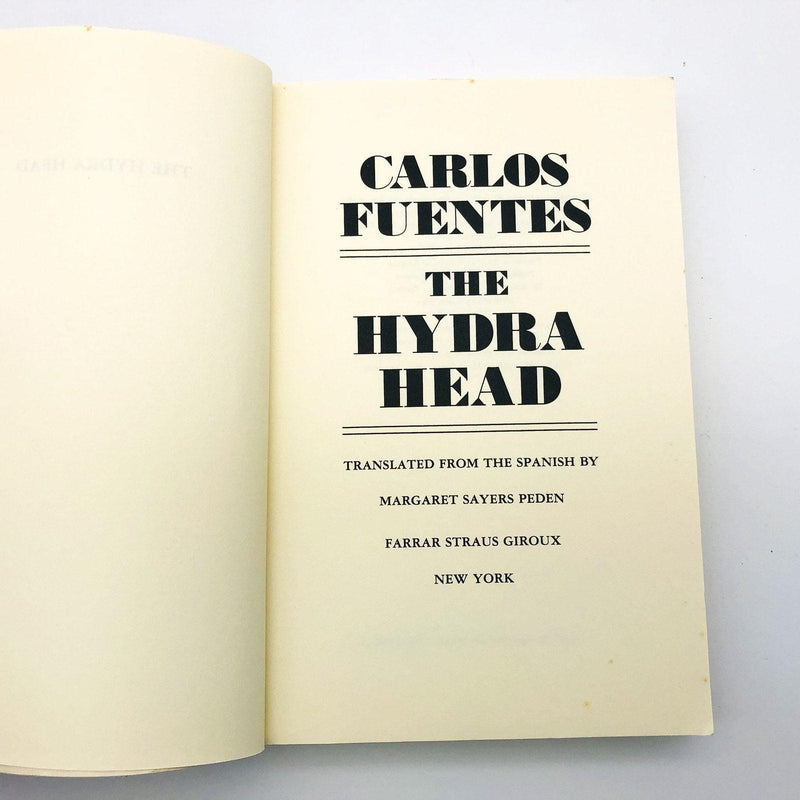 CARLOS
FUENTES
THE
HYDRA
HEAD
TRANSLATED FROM THE SPANISH BY
MARGARET SAYERS PEDEN
FARRAR STRAUS GIROUX
NEW YORK